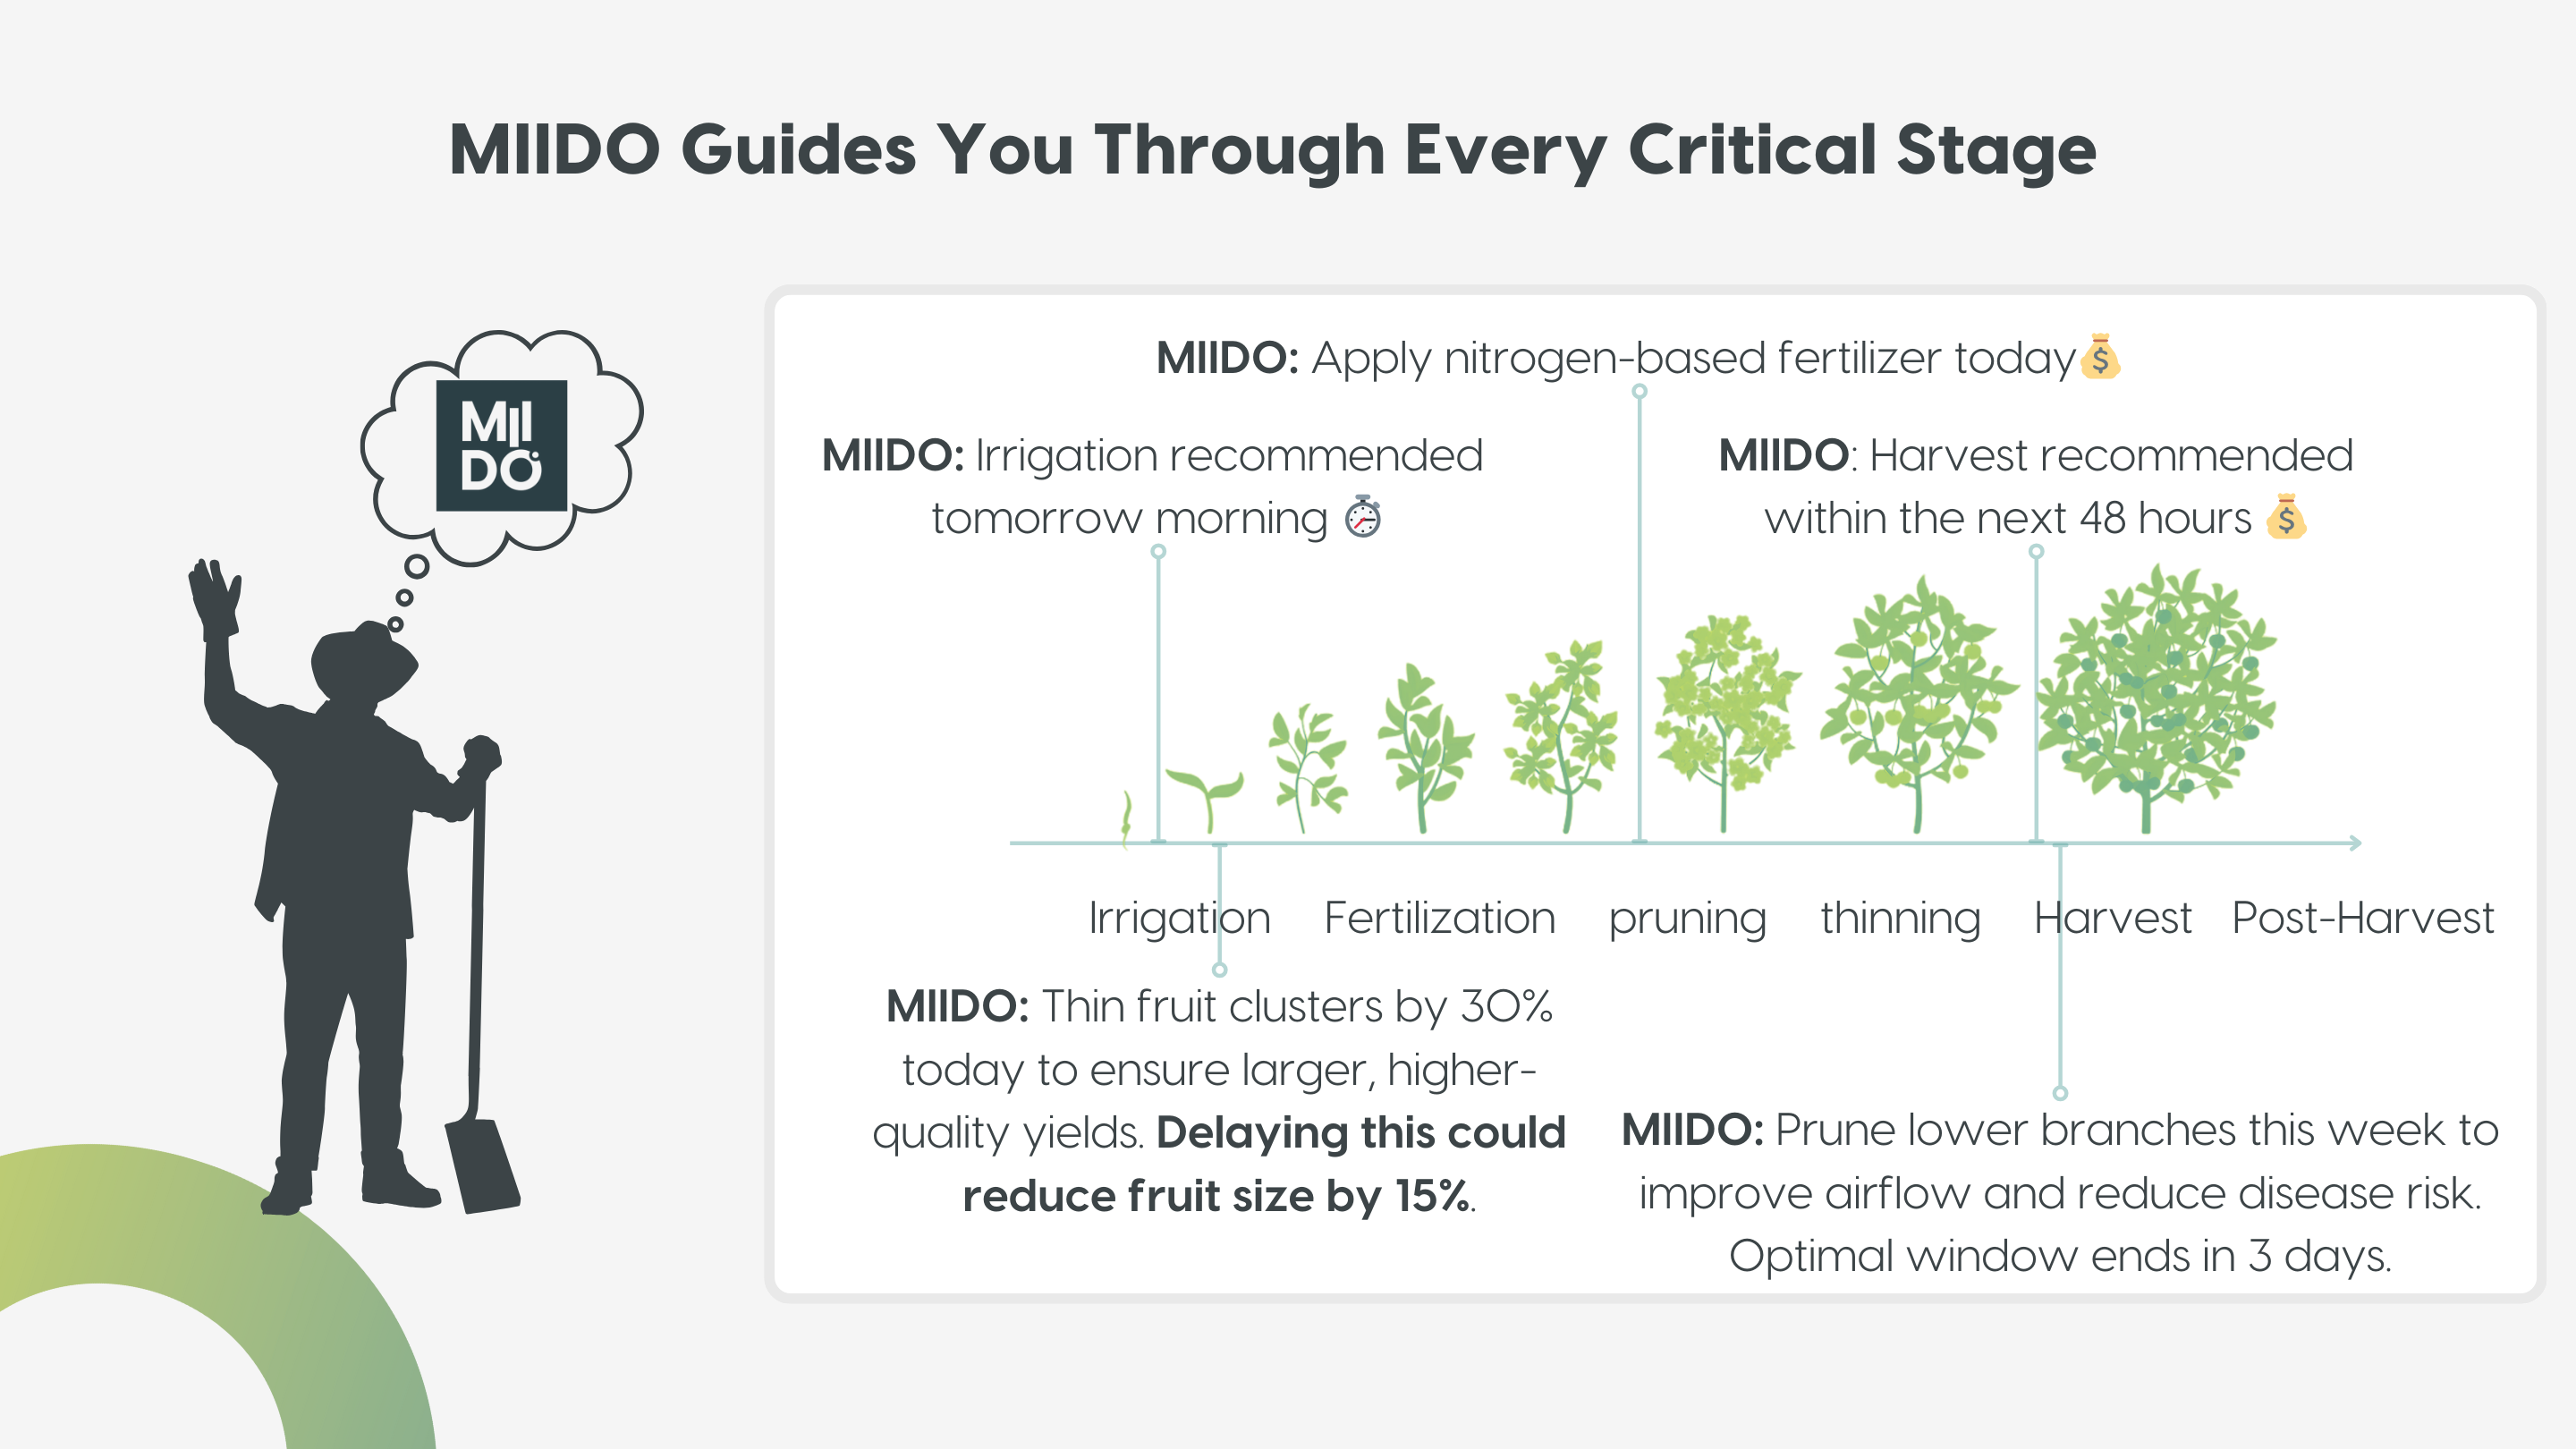 MIIDO Guides You Through Every Critical Stage
MII
DO
MIIDO: Apply nitrogen-based fertilizer today
MIIDO: Irrigation recommended
tomorrow morning
MIIDO: Harvest recommended
within the next 48 hours
Irrigation
Fertilization
pruning
thinning
Harvest
Post-Harvest
MIIDO: Thin fruit clusters by 30%
today to ensure larger, higher-
quality yields. Delaying this could
reduce fruit size by 15%.
MIIDO: Prune lower branches this week to
improve airflow and reduce disease risk.
Optimal window ends in 3 days.